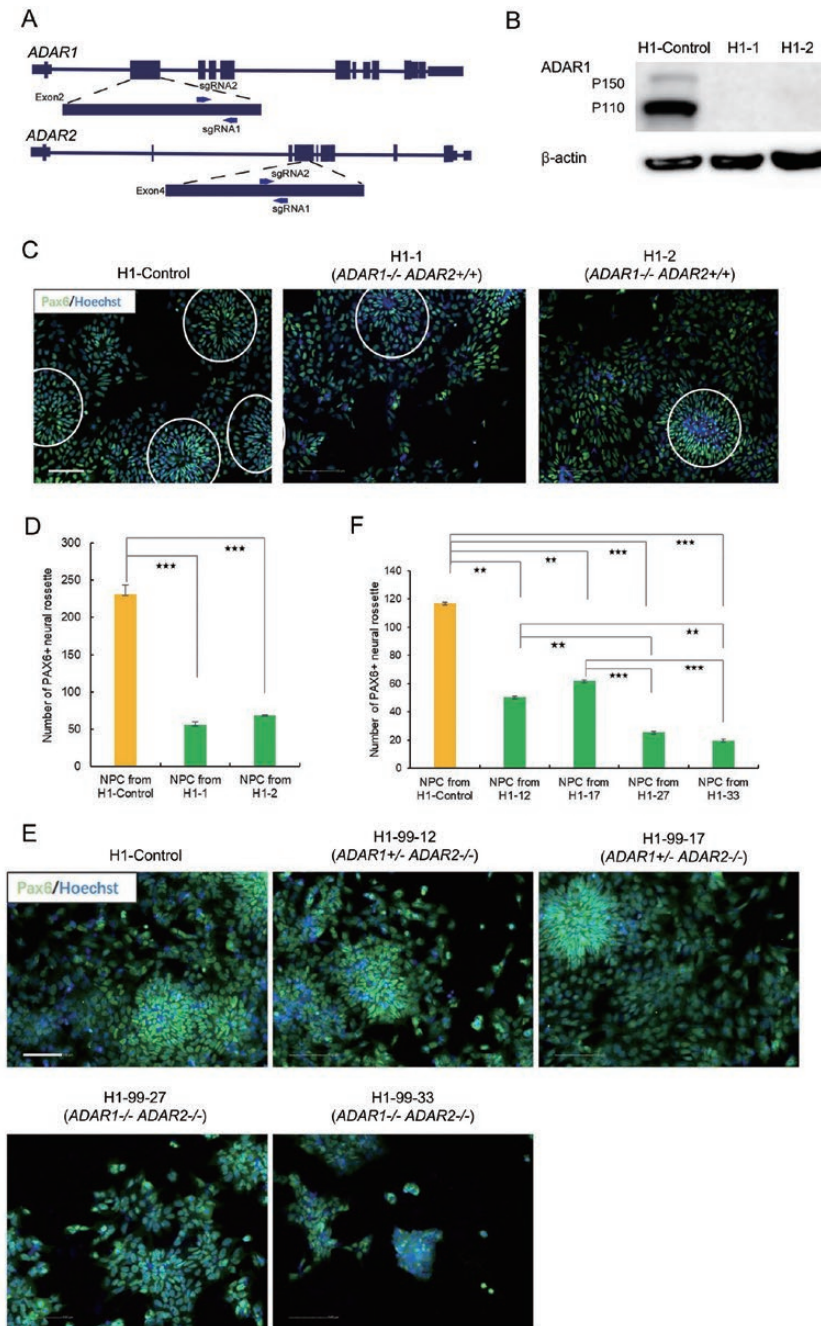 A
ADAR1
sgRNA2
Exon2
sgRNA1
ADAR2
sgRNA2
Exon4
sgRNA1
B
H1-Control H1-1 H1-2
ADAR1
P150
P110
β-actin
C
H1-Control
H1-1
(ADAR1-/- ADAR2+/+)
H1-2
(ADAR1-/- ADAR2+/+)
Pax6/Hoechst
D
300
250
200
150
100
50
0
Number of PAX6+ neural rossette
★★★
★★★
NPC from H1-Control
NPC from H1-1
NPC from H1-2
F
140
120
100
80
60
40
20
0
Number of PAX6+ neural rossette
★★
★★
★★★
★★★
★★
★★
★★★
★★★
NPC from H1-Control
NPC from H1-12
NPC from H1-17
NPC from H1-27
NPC from H1-33
E
H1-Control
H1-99-12
(ADAR1+/- ADAR2-/-)
H1-99-17
(ADAR1+/- ADAR2-/-)
Pax6/Hoechst
H1-99-27
(ADAR1-/- ADAR2-/-)
H1-99-33
(ADAR1-/- ADAR2-/-)